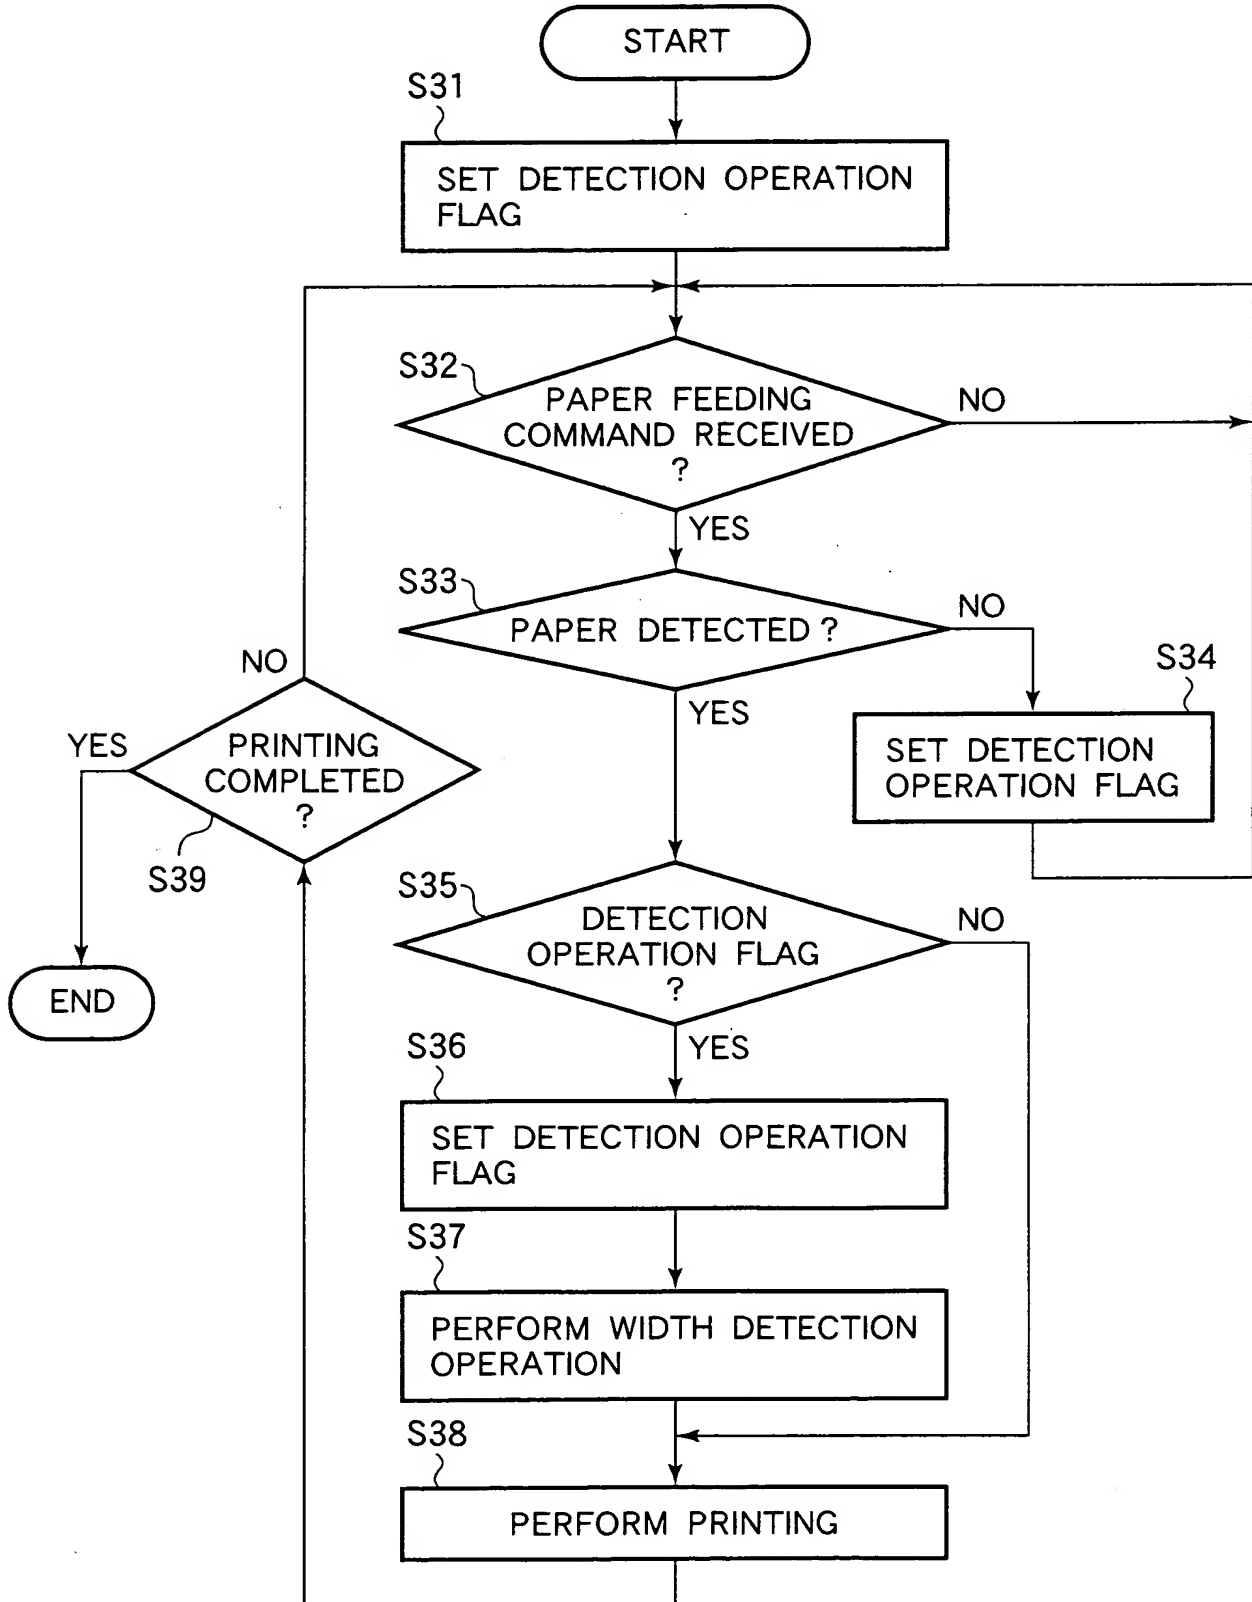 START
S31
SET DETECTION OPERATION
FLAG
S32
PAPER FEEDING
COMMAND RECEIVED
?
NO
YES
S33
PAPER DETECTED?
NO
YES
S34
SET DETECTION
OPERATION FLAG
NO
YES
PRINTING
COMPLETED
?
S39
END
S35
DETECTION
OPERATION FLAG
?
NO
YES
S36
SET DETECTION OPERATION
FLAG
S37
PERFORM WIDTH DETECTION
OPERATION
S38
PERFORM PRINTING